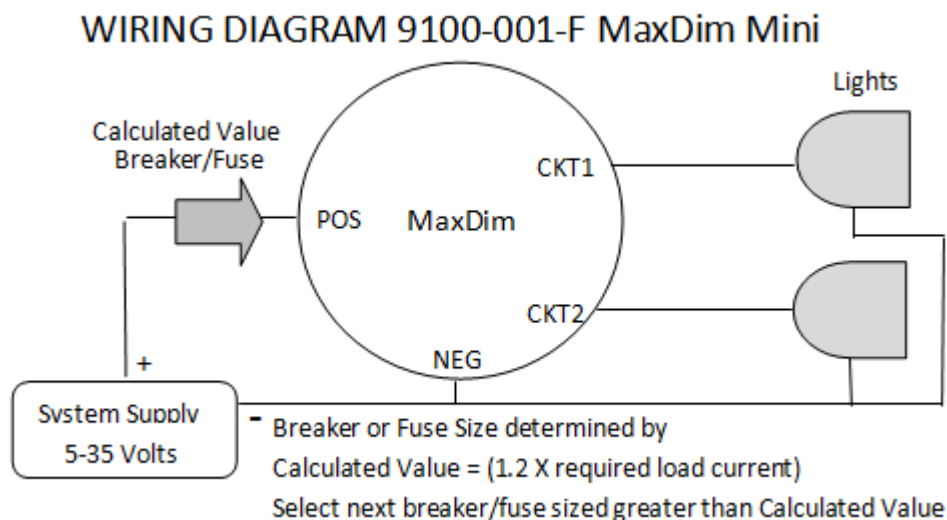 WIRING DIAGRAM 9100-001-F MaxDim Mini
Lights
Calculated Value
Breaker/Fuse
CKT1
POS
MaxDim
CKT2
NEG
+
System Supply
5-35 Volts
-
Breaker or Fuse Size determined by
Calculated Value = (1.2 X required load current)
Select next breaker/fuse sized greater than Calculated Value